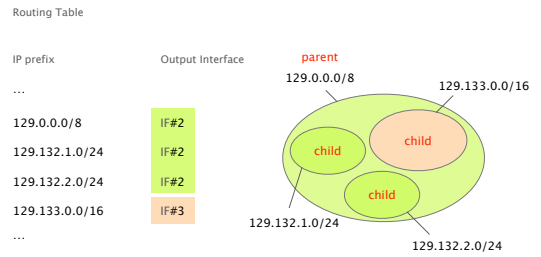 Routing Table
IP prefix Output Interface
...
129.0.0.0/8 IF#2
129.132.1.0/24 IF#2
129.132.2.0/24 IF#2
129.133.0.0/16 IF#3
...
parent
129.0.0.0/8
129.133.0.0/16
child
child
child
129.132.1.0/24
129.132.2.0/24